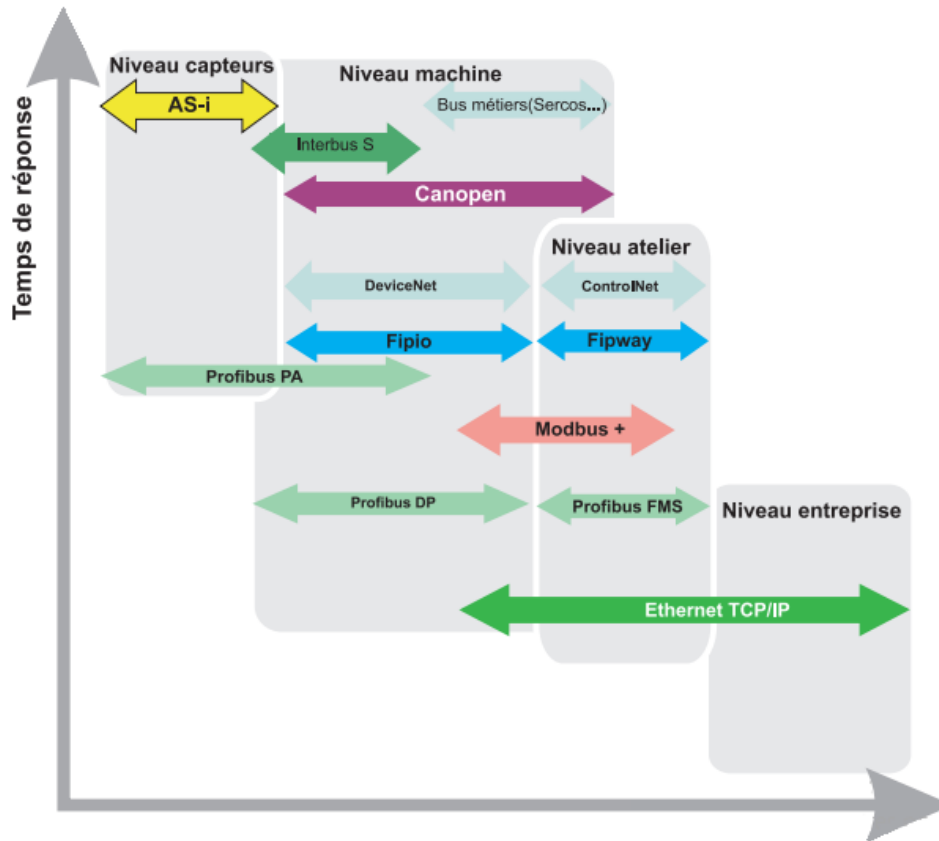 Temps de réponse
Niveau capteurs
AS-i
Niveau machine
Bus métiers(Sercos...)
Interbus S
Canopen
Niveau atelier
DeviceNet
ControlNet
Fipio
Fipway
Profibus PA
Modbus +
Profibus DP
Profibus FMS
Niveau entreprise
Ethernet TCP/IP